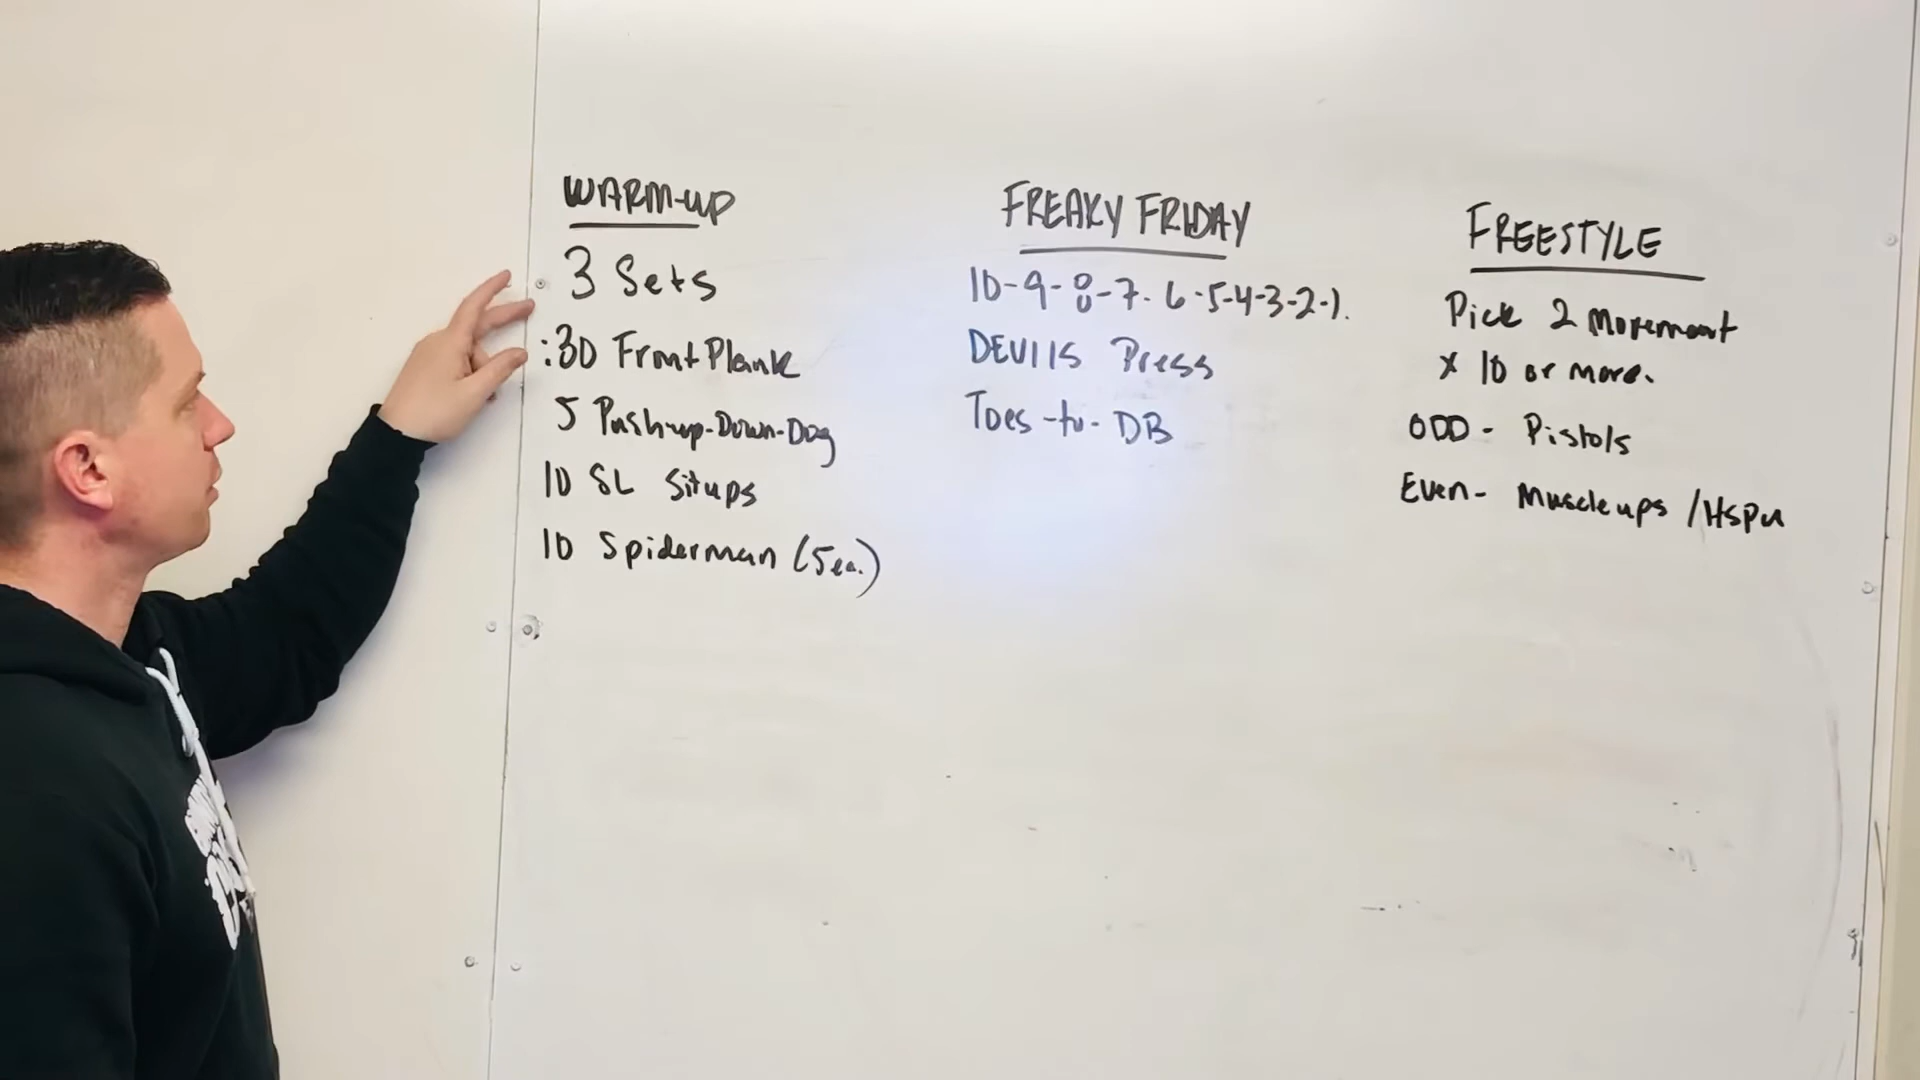 WARM-UP
3 Sets
:30 Front Plank
5 Push-up-Down-Dog
10 SL Situps
10 Spiderman (5ea.)
FREAKY FRIDAY
10-9-8-7-6-5-4-3-2-1.
DEVILS Press
Toes-to-DB
FREESTYLE
Pick 2 Movement
x 10 or more.
ODD - Pistols
Even - Muscleups /HSPU